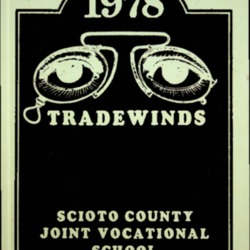 1978
TRADEWINDS
SCIOTO COUNTY
JOINT VOCATIONAL
SCHOOL